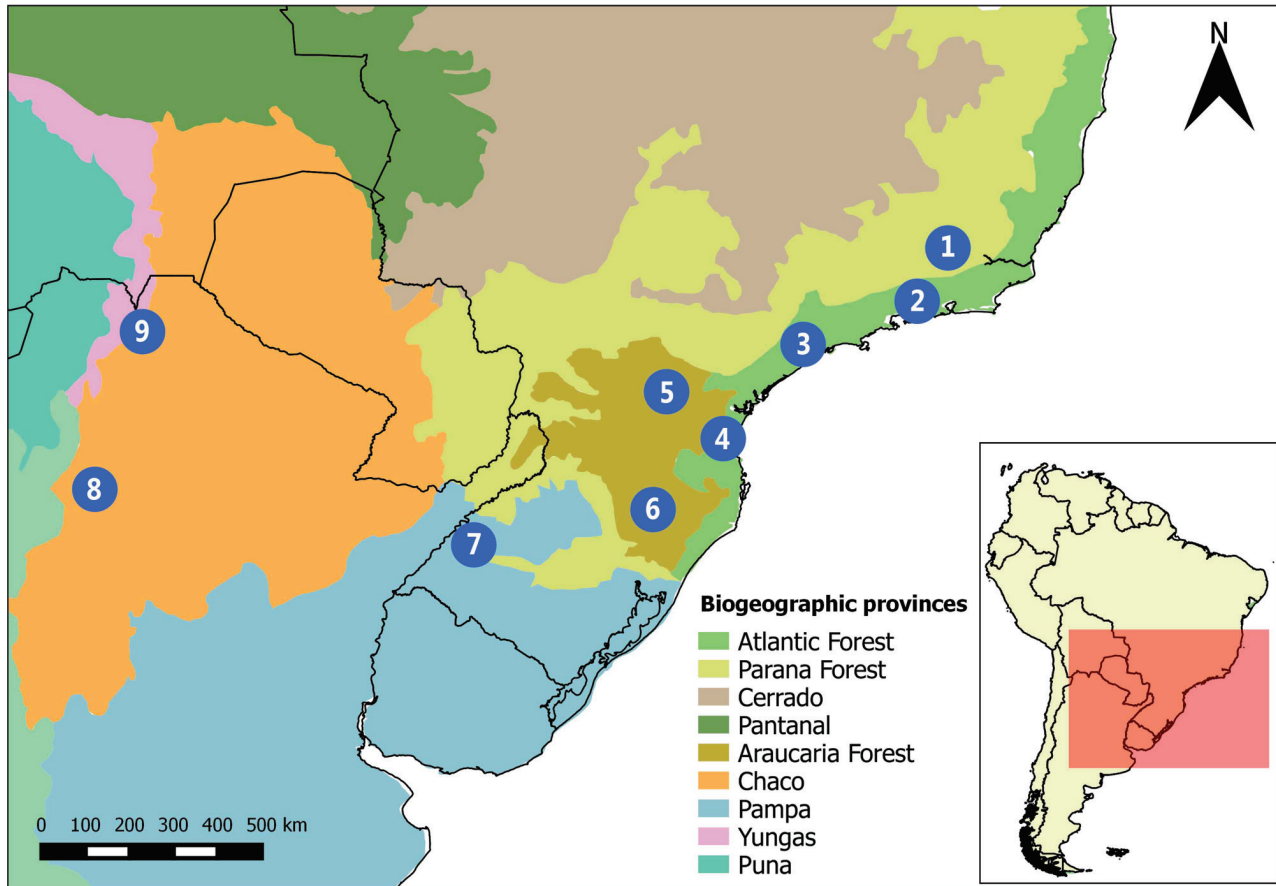 N
1
2
3
9
5
4
8
6
7
Biogeographic provinces
Atlantic Forest
Parana Forest
Cerrado
Pantanal
Araucaria Forest
Chaco
Pampa
Yungas
Puna
0 100 200 300 400 500 km